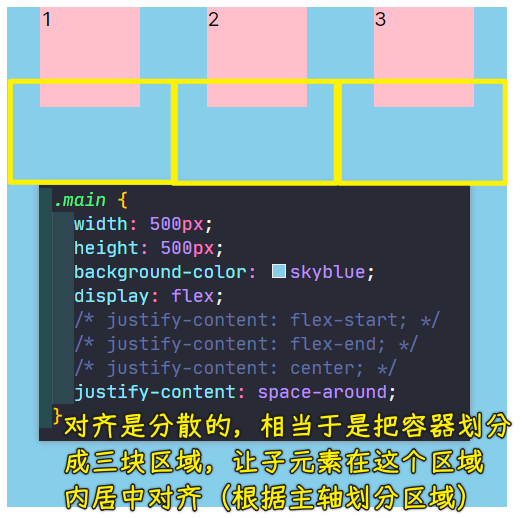 1
2
3
.main {
width: 500px;
height: 500px;
background-color: skyblue;
display: flex;
/* justify-content: flex-start; */
/* justify-content: flex-end; */
/* justify-content: center; */
justify-content: space-around;
}
对齐是分散的，相当于是把容器划分
成三块区域，让子元素在这个区域
内居中对齐（根据主轴划分区域）